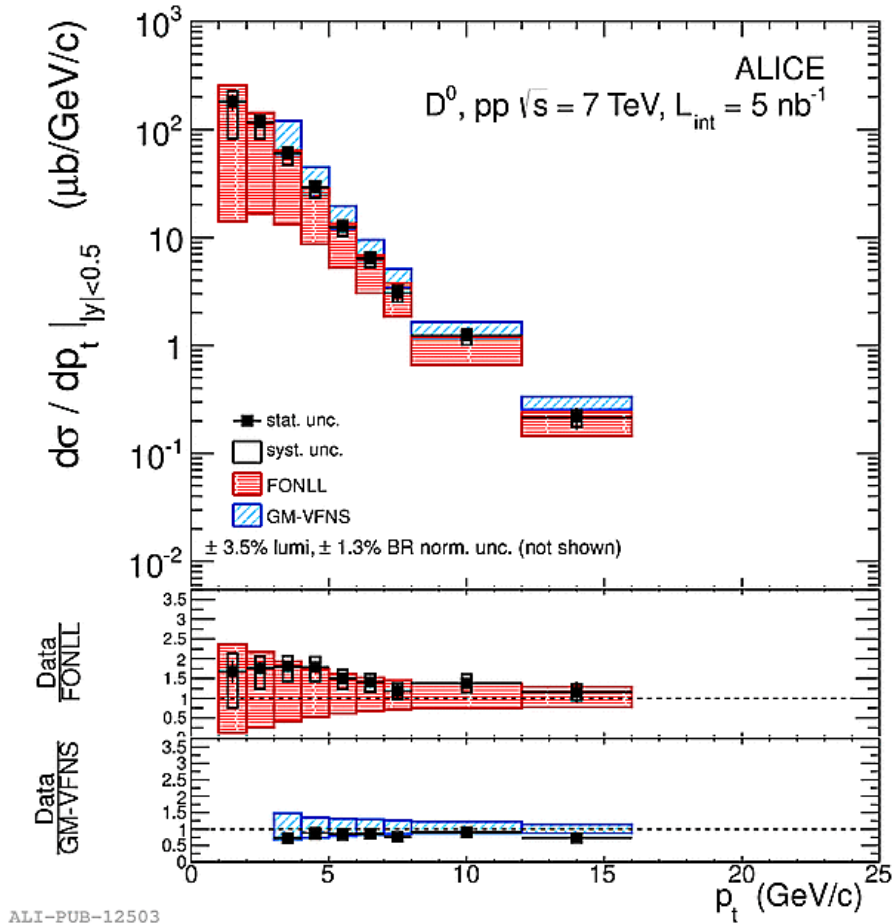 10³
10²
10
1
10⁻¹
10⁻²
dσ / dp_t |_|y|<0.5 (μb/GeV/c)
ALICE
D⁰, pp √s = 7 TeV, L_int = 5 nb⁻¹
stat. unc.
syst. unc.
FONLL
GM-VFNS
± 3.5% lumi, ± 1.3% BR norm. unc. (not shown)
Data
FONLL
3.5
3
2.5
2
1.5
1
0.5
0
Data
GM-VFNS
3.5
3
2.5
2
1.5
1
0.5
0
0 5 10 15 20 25
p_t (GeV/c)
ALI-PUB-12503